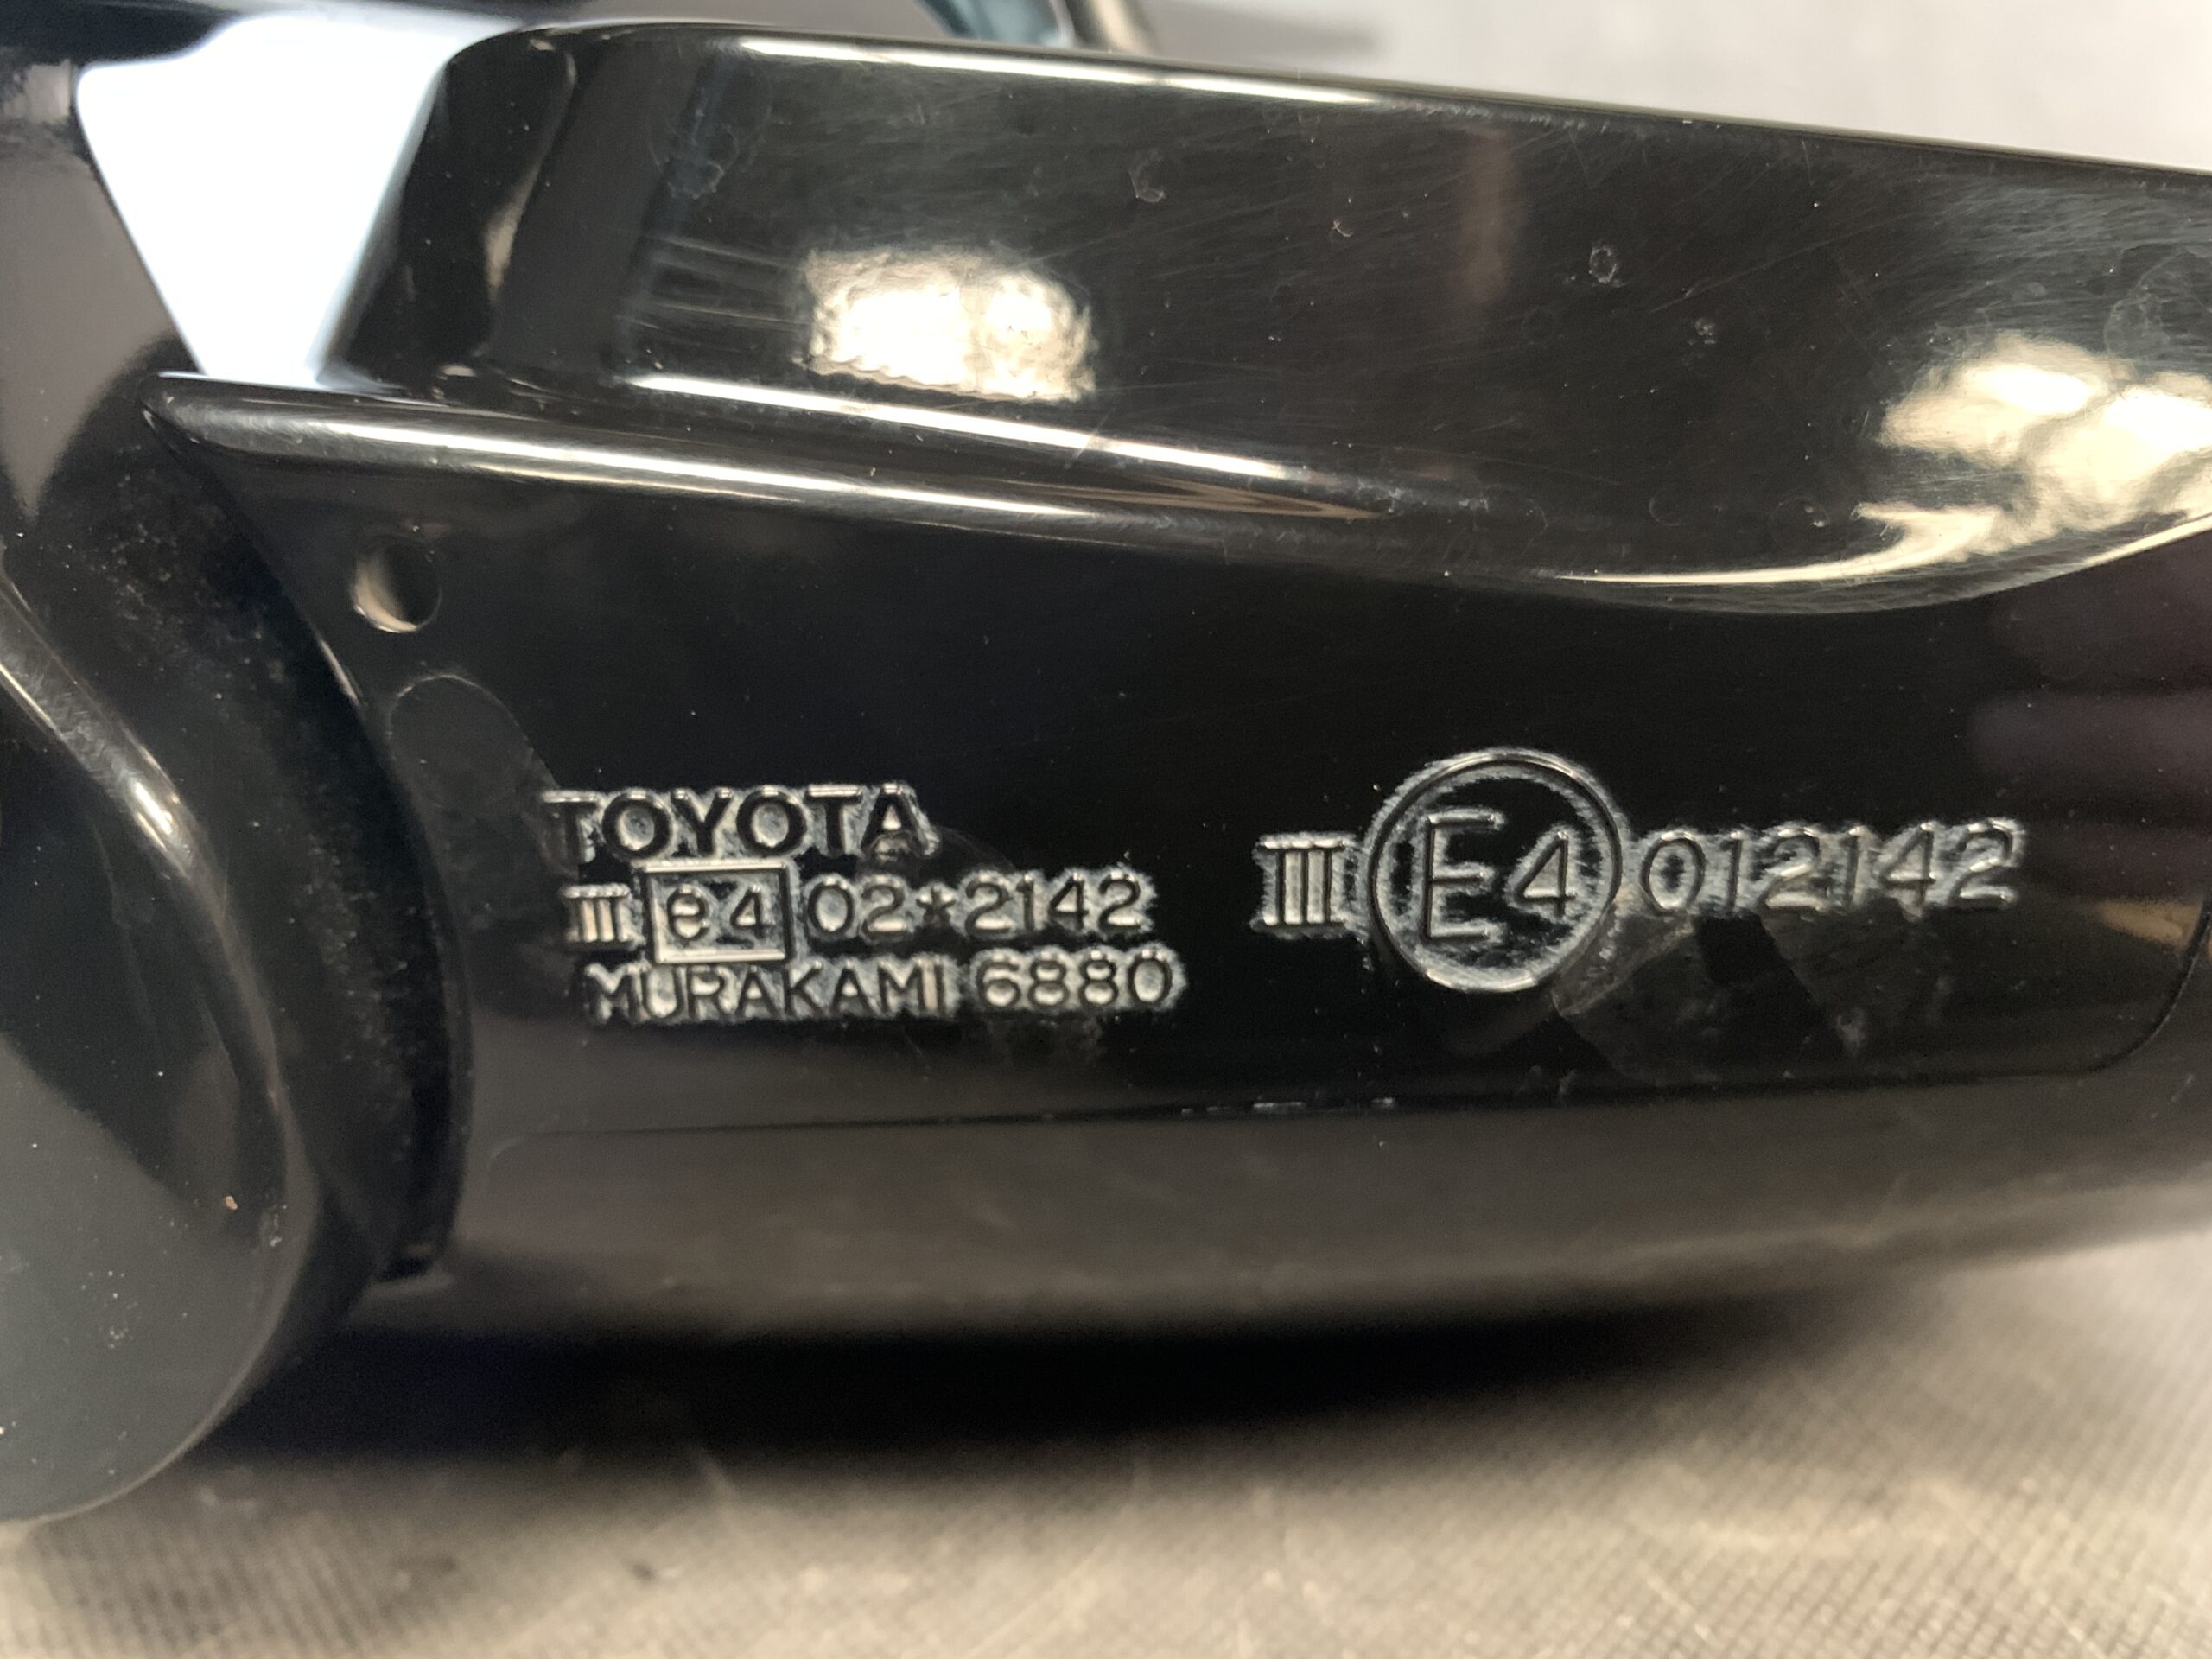 TOYOTA
III e4 02*2142
MURAKAMI 6880
III E4 012142